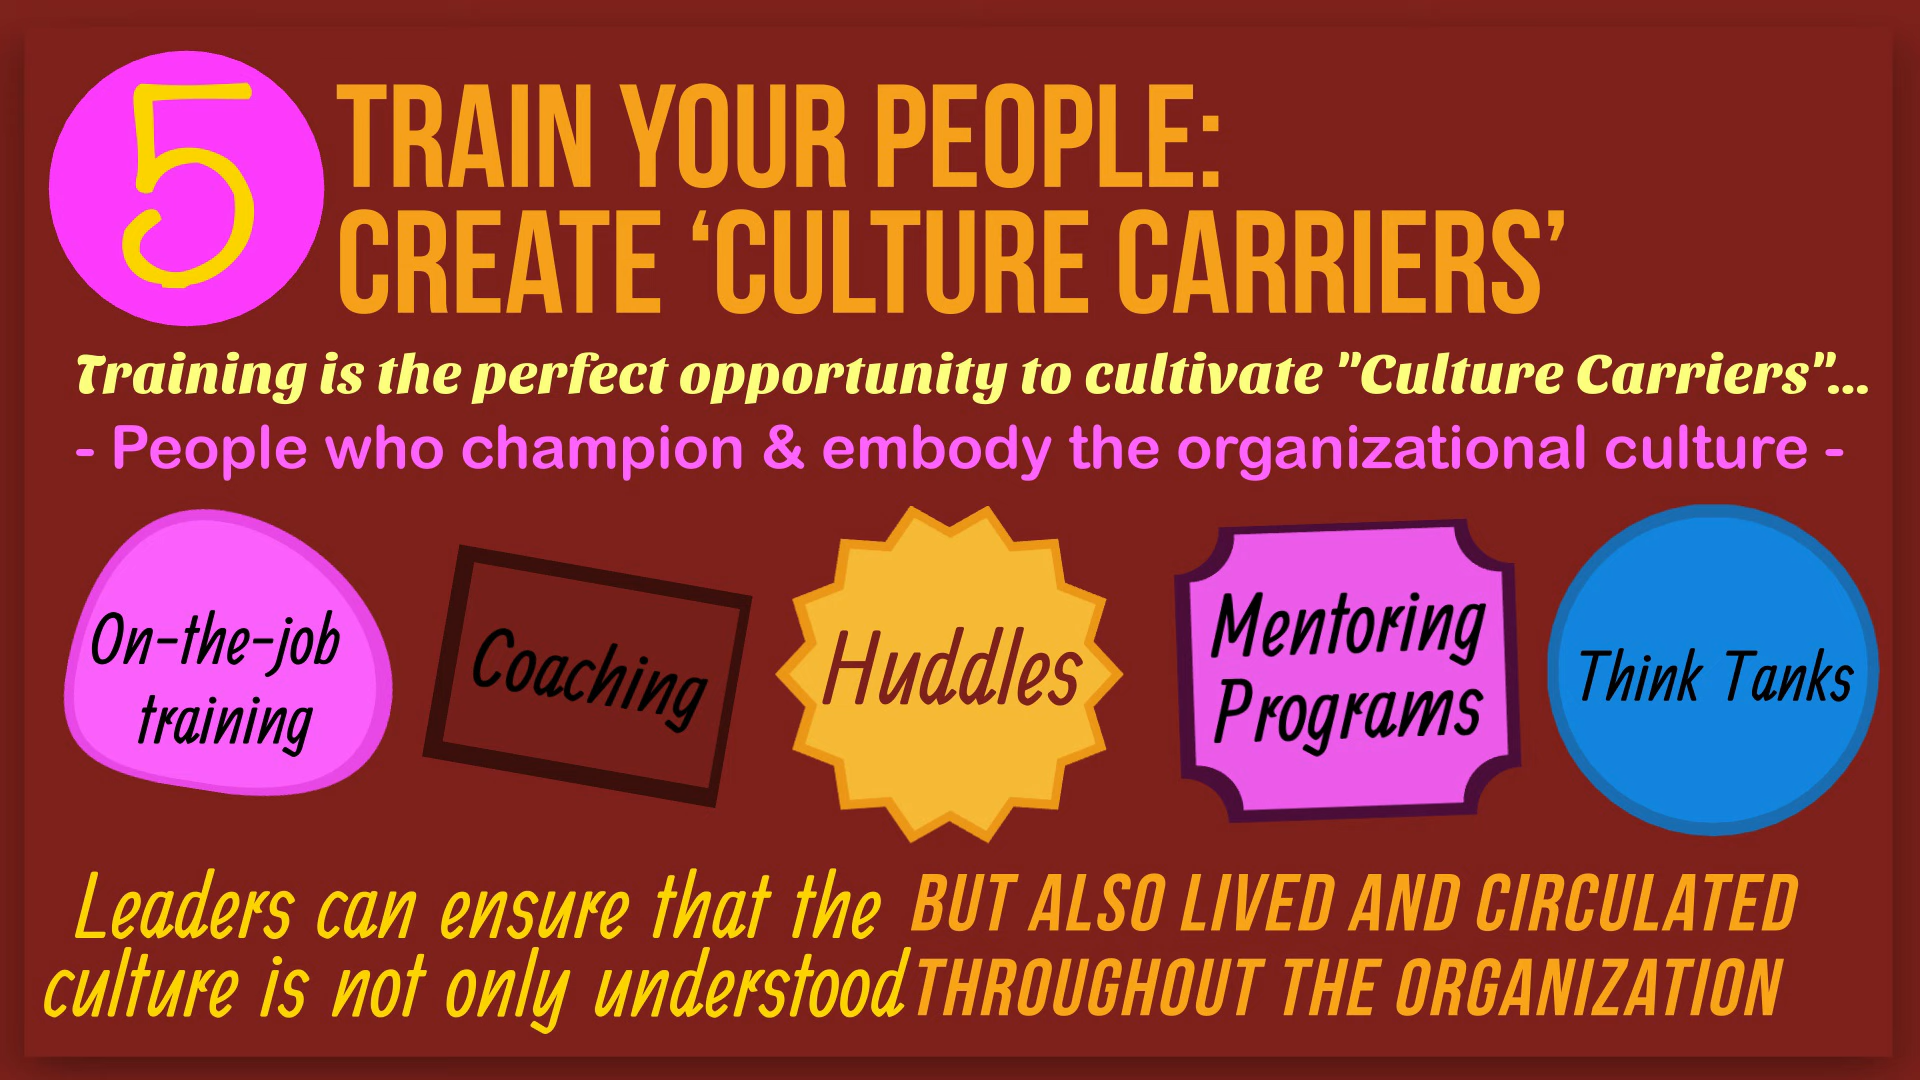 5
TRAIN YOUR PEOPLE:
CREATE ‘CULTURE CARRIERS’
Training is the perfect opportunity to cultivate "Culture Carriers"...
- People who champion & embody the organizational culture -
On-the-job
training
Coaching
Huddles
Mentoring
Programs
Think Tanks
Leaders can ensure that the
culture is not only understood
BUT ALSO LIVED AND CIRCULATED
THROUGHOUT THE ORGANIZATION